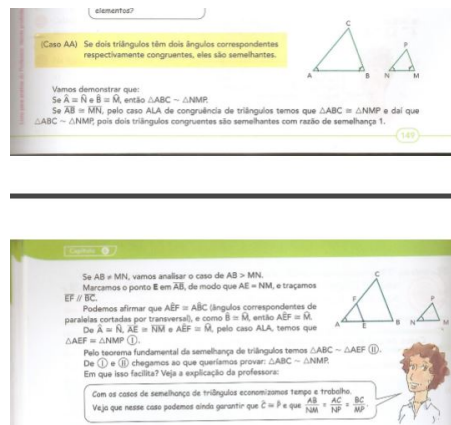 elementos?
(Caso AA) Se dois triângulos têm dois ângulos correspondentes
respectivamente congruentes, eles são semelhantes.
C
P
A B N M
Vamos demonstrar que:
Se Â ≅ N̂ e B̂ ≅ M̂, então △ABC ~ △NMP.
Se A̅B̅ ≅ M̅N̅, pelo caso ALA de congruência de triângulos temos que △ABC ≅ △NMP e daí que
△ABC ~ △NMP, pois dois triângulos congruentes são semelhantes com razão de semelhança 1.
149
Capítulo 6
Se AB ≠ MN, vamos analisar o caso de AB > MN.
Marcamos o ponto E em A̅B̅, de modo que AE = NM, e traçamos
E̅F̅ // B̅C̅.
Podemos afirmar que AÊF ≅ AB̂C (ângulos correspondentes de
paralelas cortadas por transversal), e como B̂ ≅ M̂, então AÊF ≅ M̂.
De Â ≅ N̂, A̅E̅ ≅ N̅M̅ e AÊF ≅ M̂, pelo caso ALA, temos que
△AEF ≅ △NMP (I).
Pelo teorema fundamental da semelhança de triângulos temos △ABC ~ △AEF (II).
De (I) e (II) chegamos ao que queríamos provar: △ABC ~ △NMP.
Em que isso facilita? Veja a explicação da professora:
C
F
P
A E B N M
Com os casos de semelhança de triângulos economizamos tempo e trabalho.
Veja que nesse caso podemos ainda garantir que Ĉ ≅ P̂ e que AB/NM = AC/NP = BC/MP.